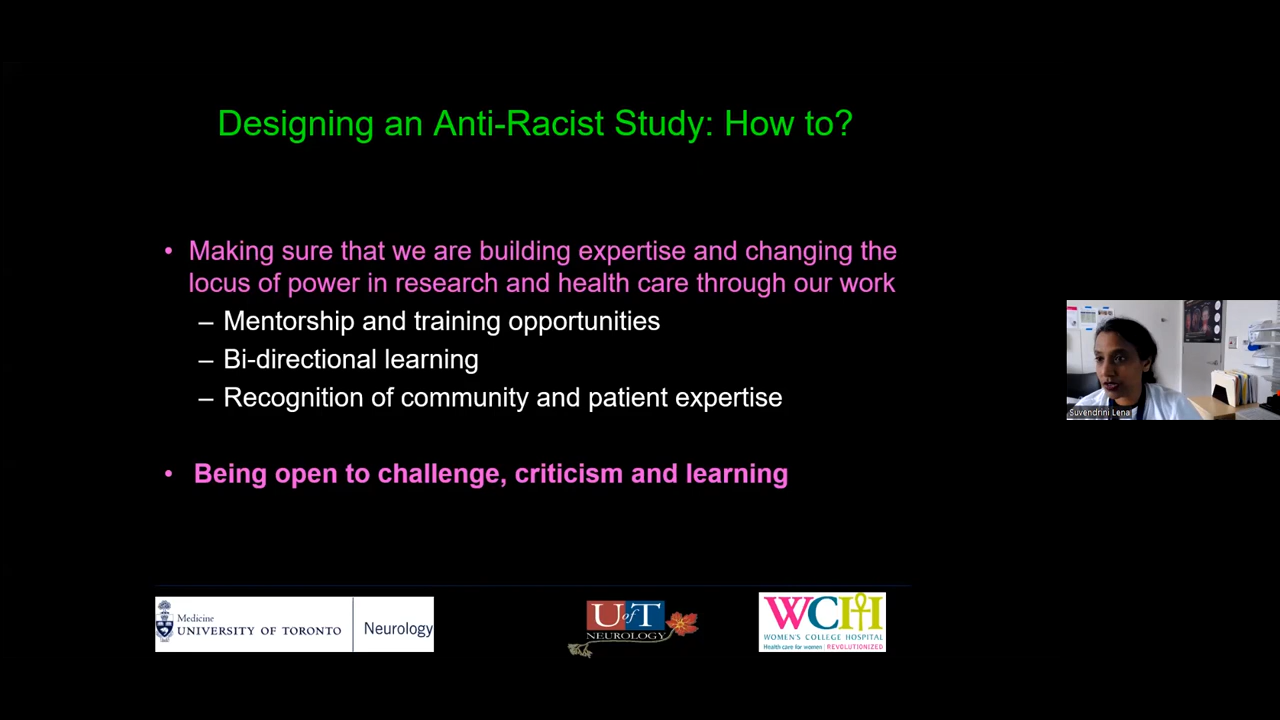 Designing an Anti-Racist Study: How to?
• Making sure that we are building expertise and changing the
locus of power in research and health care through our work
– Mentorship and training opportunities
– Bi-directional learning
– Recognition of community and patient expertise
• Being open to challenge, criticism and learning
Suvendrini Lena
Medicine
UNIVERSITY OF TORONTO
Neurology
UofT
NEUROLOGY
WCH
WOMEN'S COLLEGE HOSPITAL
Health care for women | REVOLUTIONIZED